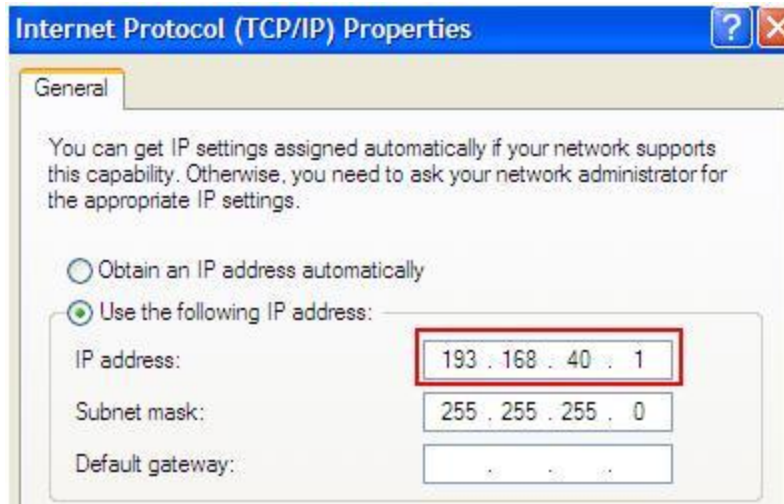 Internet Protocol (TCP/IP) Properties
General
You can get IP settings assigned automatically if your network supports
this capability. Otherwise, you need to ask your network administrator for
the appropriate IP settings.
Obtain an IP address automatically
Use the following IP address:
IP address: 193 . 168 . 40 . 1
Subnet mask: 255 . 255 . 255 . 0
Default gateway: . . .